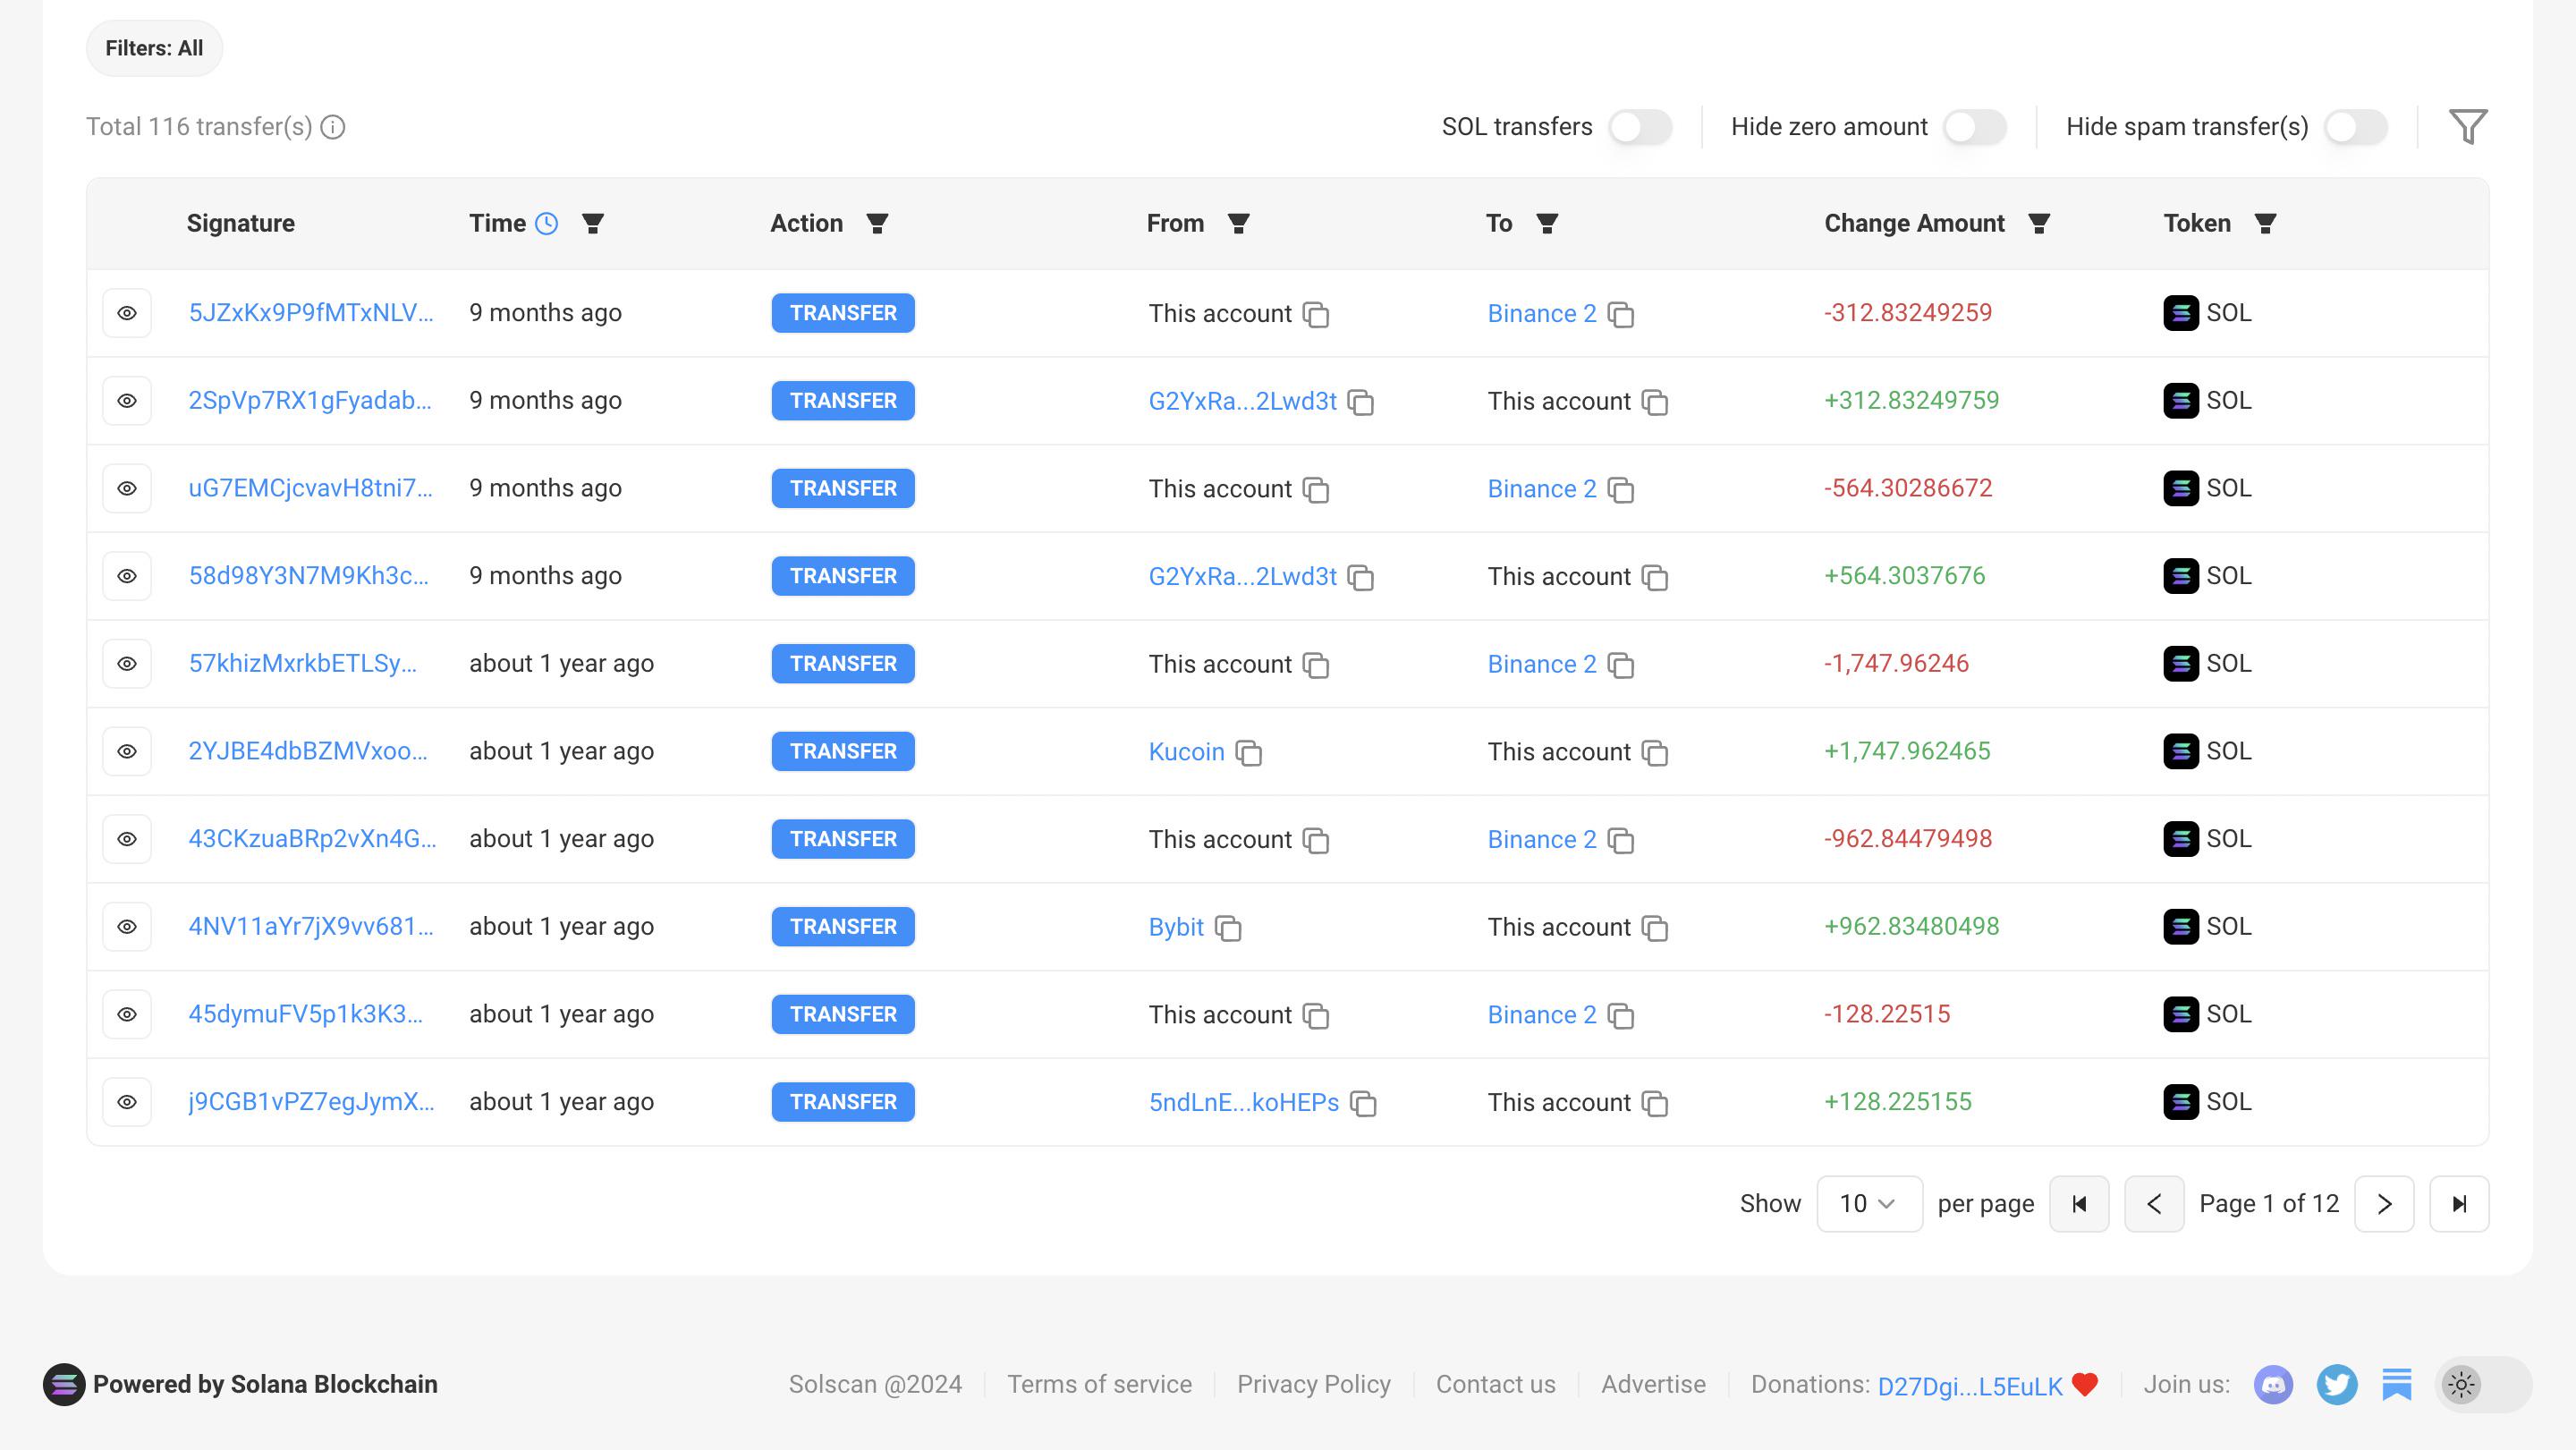 Filters: All
Total 116 transfer(s) SOL transfers Hide zero amount Hide spam transfer(s)
Signature Time Action From To Change Amount Token
5JZxKx9P9fMTxNLV... 9 months ago TRANSFER This account Binance 2 -312.83249259 SOL
2SpVp7RX1gFyadab... 9 months ago TRANSFER G2YxRa...2Lwd3t This account +312.83249759 SOL
uG7EMCjcvavH8tni7... 9 months ago TRANSFER This account Binance 2 -564.30286672 SOL
58d98Y3N7M9Kh3c... 9 months ago TRANSFER G2YxRa...2Lwd3t This account +564.3037676 SOL
57khizMxrkbETLSy... about 1 year ago TRANSFER This account Binance 2 -1,747.96246 SOL
2YJBE4dbBZMVxoo... about 1 year ago TRANSFER Kucoin This account +1,747.962465 SOL
43CKzuaBRp2vXn4G... about 1 year ago TRANSFER This account Binance 2 -962.84479498 SOL
4NV11aYr7jX9vv681... about 1 year ago TRANSFER Bybit This account +962.83480498 SOL
45dymuFV5p1k3K3... about 1 year ago TRANSFER This account Binance 2 -128.22515 SOL
j9CGB1vPZ7egJymX... about 1 year ago TRANSFER 5ndLnE...koHEPs This account +128.225155 SOL
Show 10 per page Page 1 of 12
Powered by Solana Blockchain Solscan @2024 Terms of service Privacy Policy Contact us Advertise Donations: D27Dgi...L5EuLK Join us: